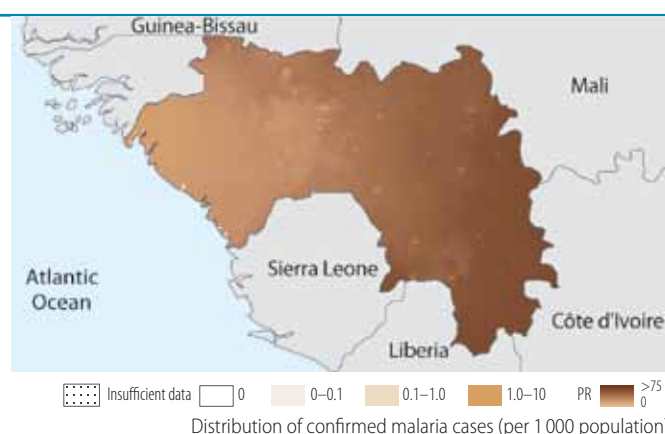 Guinea-Bissau
Mali
Sierra Leone
Atlantic
Ocean
Côte d'Ivoire
Liberia
Insufficient data 0 0–0.1 0.1–1.0 1.0–10 PR >75
0
Distribution of confirmed malaria cases (per 1 000 population)